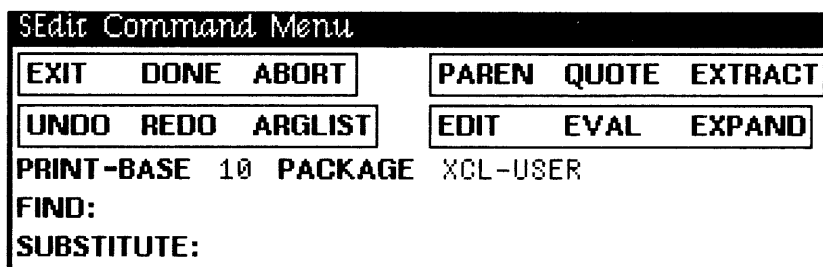 SEdit Command Menu
EXIT DONE ABORT PAREN QUOTE EXTRACT
UNDO REDO ARGLIST EDIT EVAL EXPAND
PRINT-BASE 10 PACKAGE XCL-USER
FIND:
SUBSTITUTE: